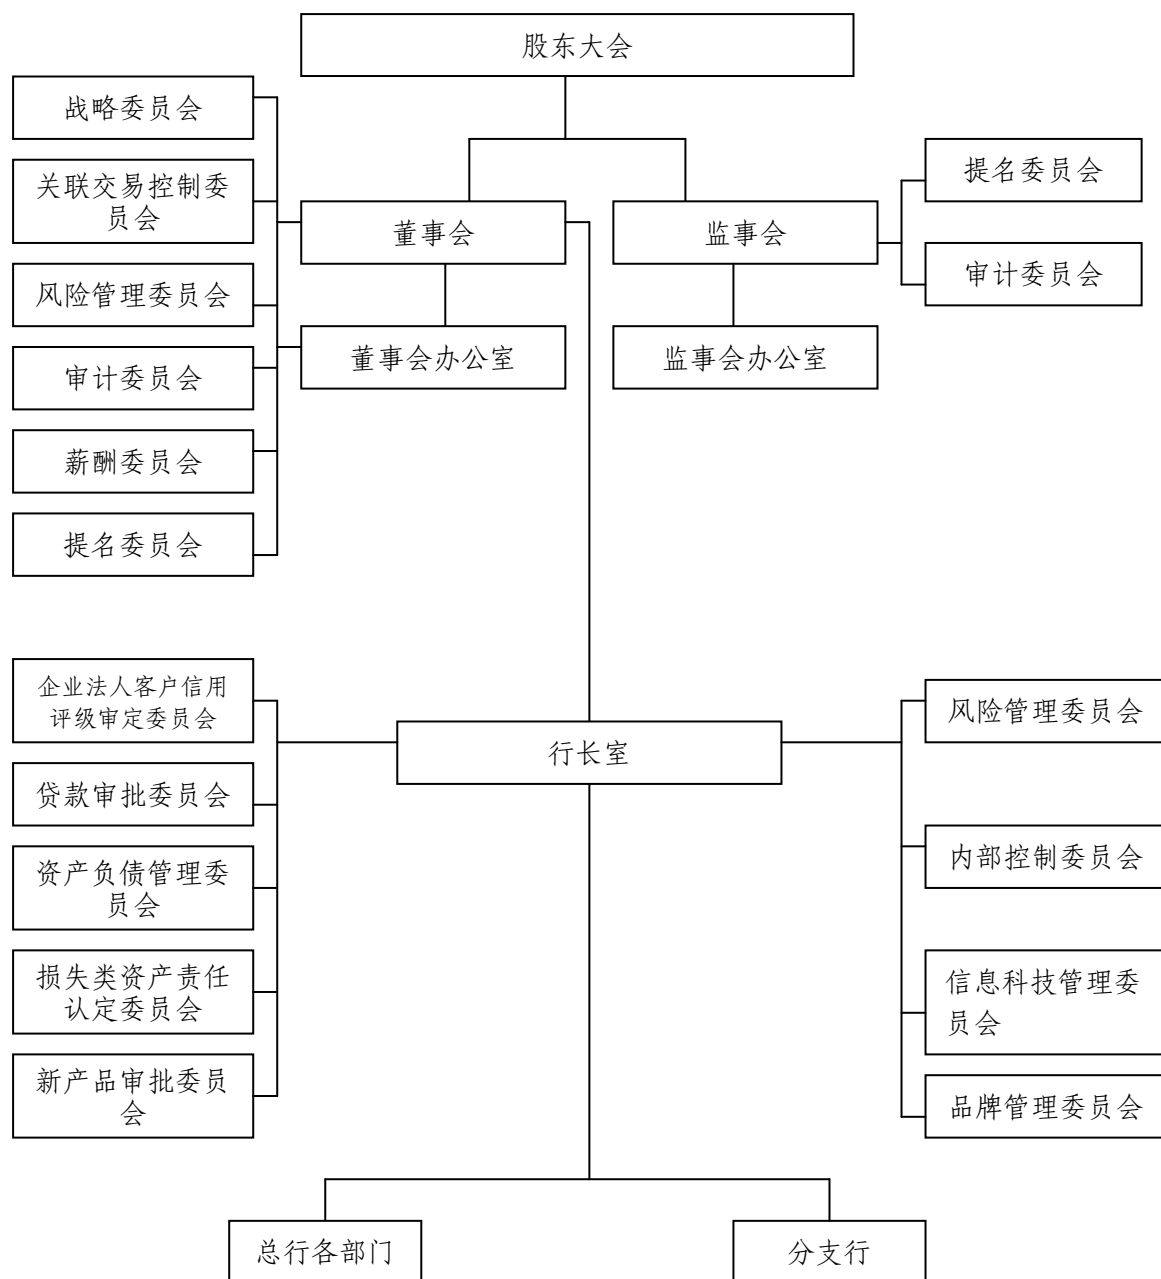 股东大会
战略委员会
关联交易控制委
员会
风险管理委员会
审计委员会
薪酬委员会
提名委员会
董事会
董事会办公室
监事会
监事会办公室
提名委员会
审计委员会
企业法人客户信用
评级审定委员会
贷款审批委员会
资产负债管理委
员会
损失类资产责任
认定委员会
新产品审批委员
会
行长室
风险管理委员会
内部控制委员会
信息科技管理委
员会
品牌管理委员会
总行各部门
分支行